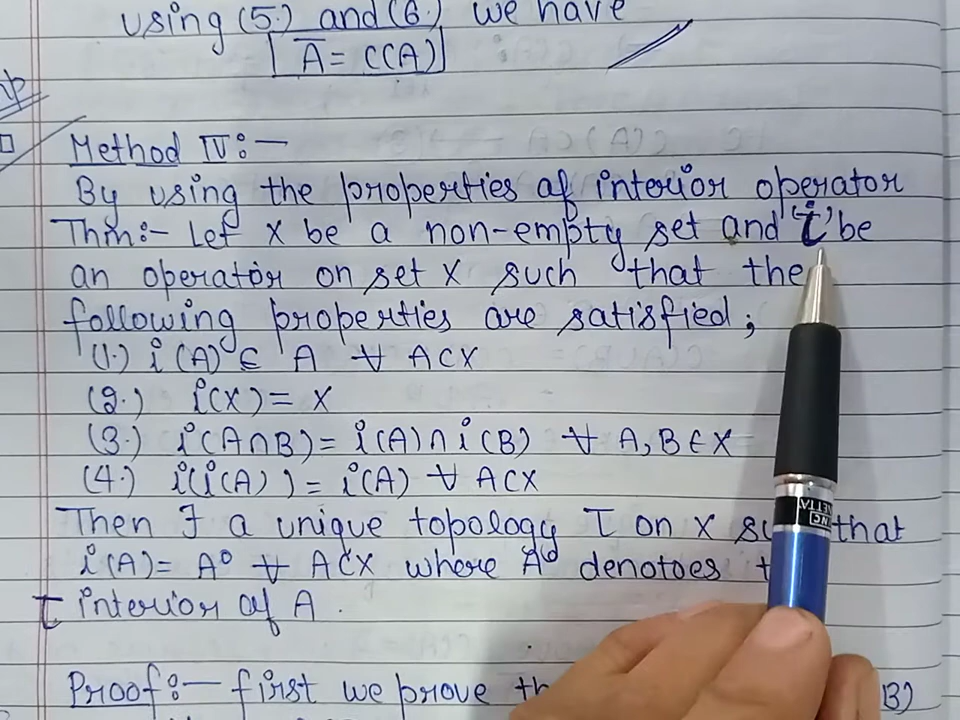 using (5.) and (6.) we have
A̅ = C(A)
Method IV:-
By using the properties of interior operator
Thm:- Let X be a non-empty set and 'i' be
an operator on set X such that the
following properties are satisfied;
(1.) i(A) ⊆ A ∀ A⊂X
(2.) i(X) = X
(3.) i(A∩B) = i(A)∩i(B) ∀ A,B∈X
(4.) i(i(A)) = i(A) ∀ A⊂X
Then ∃ a unique topology τ on X that
i(A) = A° ∀ A⊂X where A° denotoes
τ interior of A.
Proof:- first we prove B)